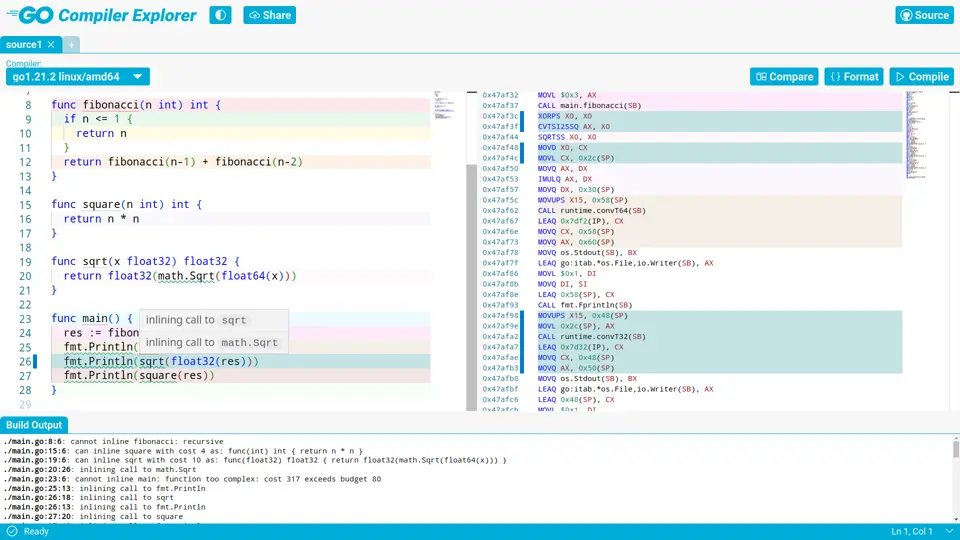 GO Compiler Explorer
Share
Source
source1 ×
+
Compiler:
go1.21.2 linux/amd64
Compare
{} Format
Compile
7
8 func fibonacci(n int) int {
9 if n <= 1 {
10 return n
11 }
12 return fibonacci(n-1) + fibonacci(n-2)
13 }
14
15 func square(n int) int {
16 return n * n
17 }
18
19 func sqrt(x float32) float32 {
20 return float32(math.Sqrt(float64(x)))
21 }
22
23 func main() {
24 res := fibon
25 fmt.Println(
26 fmt.Println(sqrt(float32(res)))
27 fmt.Println(square(res))
28 }
29
inlining call to sqrt
inlining call to math.Sqrt
0x47af32 MOVL $0x3, AX
0x47af37 CALL main.fibonacci(SB)
0x47af3c XORPS X0, X0
0x47af3f CVTSI2SSQ AX, X0
0x47af44 SQRTSS X0, X0
0x47af48 MOVD X0, CX
0x47af4c MOVL CX, 0x2c(SP)
0x47af50 MOVQ AX, DX
0x47af53 IMULQ AX, DX
0x47af57 MOVQ DX, 0x30(SP)
0x47af5c MOVUPS X15, 0x58(SP)
0x47af62 CALL runtime.convT64(SB)
0x47af67 LEAQ 0x7df2(IP), CX
0x47af6e MOVQ CX, 0x58(SP)
0x47af73 MOVQ AX, 0x60(SP)
0x47af78 MOVQ os.Stdout(SB), BX
0x47af7f LEAQ go:itab.*os.File,io.Writer(SB), AX
0x47af86 MOVL $0x1, DI
0x47af8b MOVQ DI, SI
0x47af8e LEAQ 0x58(SP), CX
0x47af93 CALL fmt.Fprintln(SB)
0x47af98 MOVUPS X15, 0x48(SP)
0x47af9e MOVL 0x2c(SP), AX
0x47afa2 CALL runtime.convT32(SB)
0x47afa7 LEAQ 0x7d32(IP), CX
0x47afae MOVQ CX, 0x48(SP)
0x47afb3 MOVQ AX, 0x50(SP)
0x47afb8 MOVQ os.Stdout(SB), BX
0x47afbf LEAQ go:itab.*os.File,io.Writer(SB), AX
0x47afc6 LEAQ 0x48(SP), CX
0x47afcb MOVL $0x1, DI
Build Output
./main.go:8:6: cannot inline fibonacci: recursive
./main.go:15:6: can inline square with cost 4 as: func(int) int { return n * n }
./main.go:19:6: can inline sqrt with cost 10 as: func(float32) float32 { return float32(math.Sqrt(float64(x))) }
./main.go:20:26: inlining call to math.Sqrt
./main.go:23:6: cannot inline main: function too complex: cost 317 exceeds budget 80
./main.go:25:13: inlining call to fmt.Println
./main.go:26:18: inlining call to sqrt
./main.go:26:13: inlining call to fmt.Println
./main.go:27:20: inlining call to square
Ready
Ln 1, Col 1